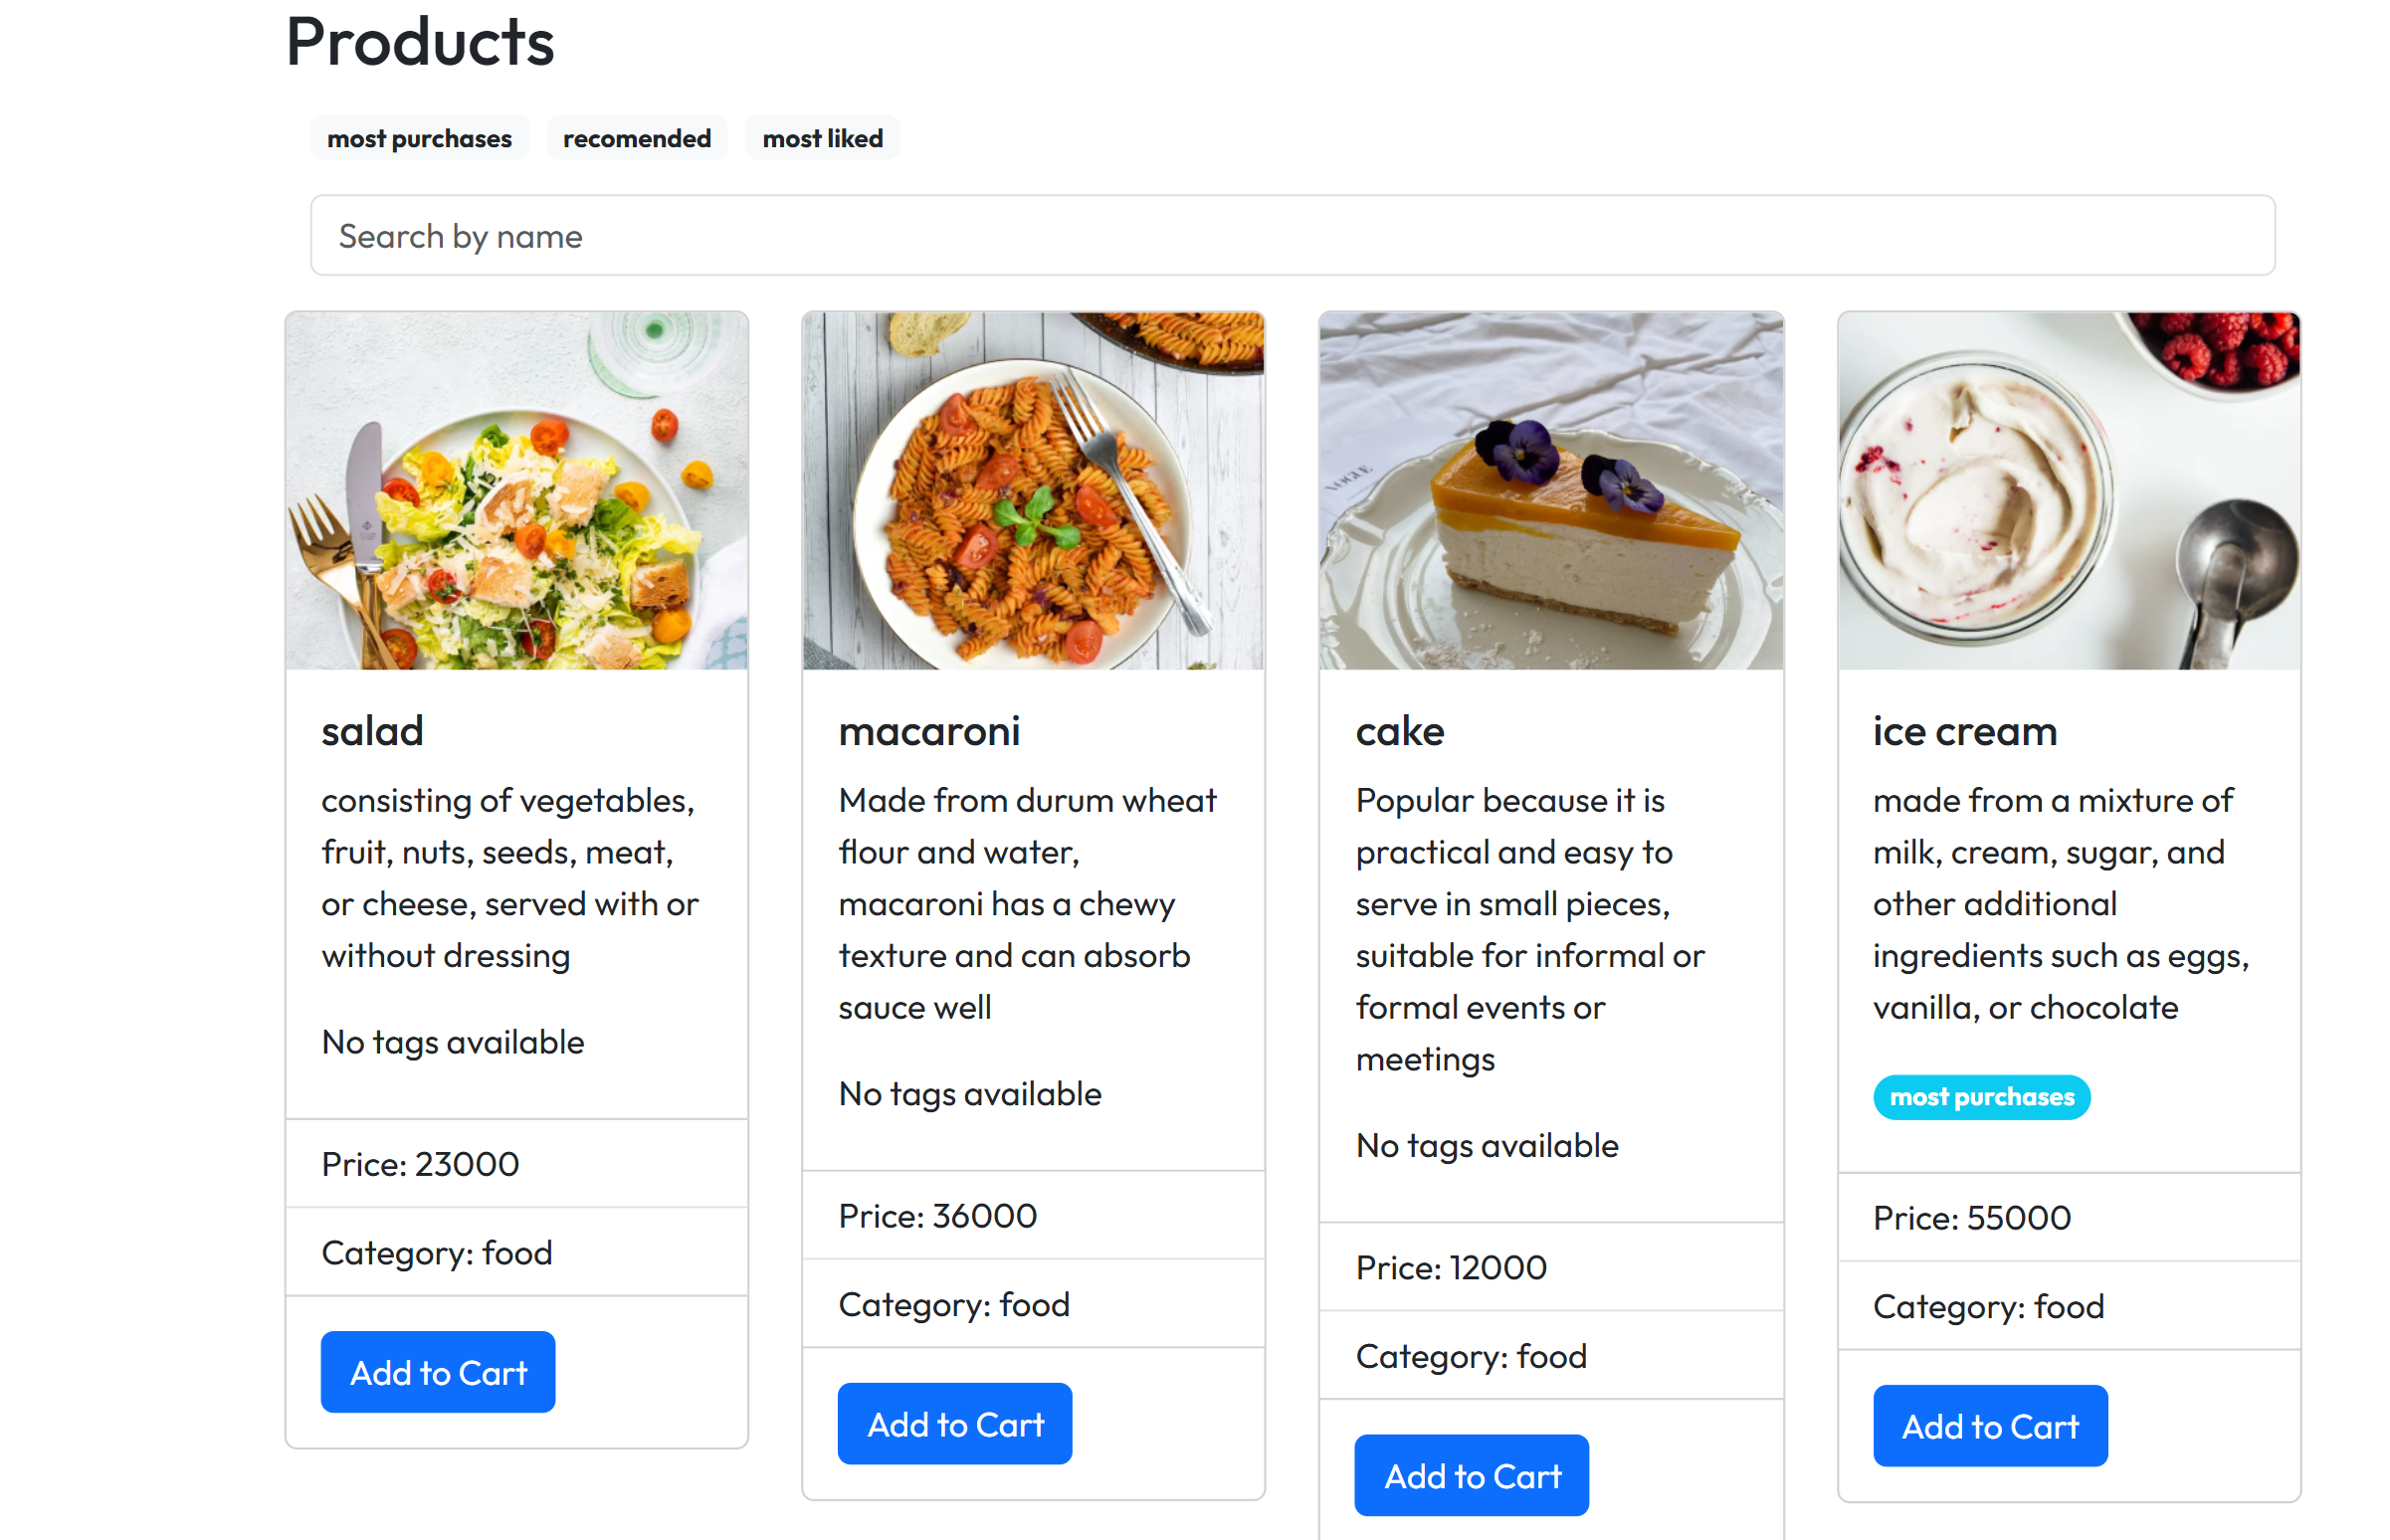 Products
most purchases recomended most liked
Search by name
salad
consisting of vegetables,
fruit, nuts, seeds, meat,
or cheese, served with or
without dressing
No tags available
Price: 23000
Category: food
Add to Cart
macaroni
Made from durum wheat
flour and water,
macaroni has a chewy
texture and can absorb
sauce well
No tags available
Price: 36000
Category: food
Add to Cart
VOGUE
cake
Popular because it is
practical and easy to
serve in small pieces,
suitable for informal or
formal events or
meetings
No tags available
Price: 12000
Category: food
Add to Cart
ice cream
made from a mixture of
milk, cream, sugar, and
other additional
ingredients such as eggs,
vanilla, or chocolate
most purchases
Price: 55000
Category: food
Add to Cart